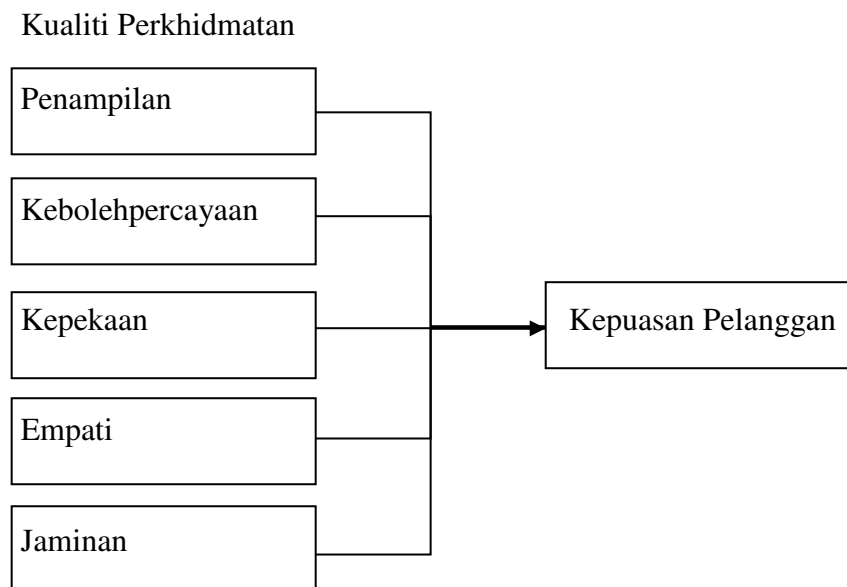 Kualiti Perkhidmatan
Penampilan
Kebolehpercayaan
Kepekaan
Kepuasan Pelanggan
Empati
Jaminan